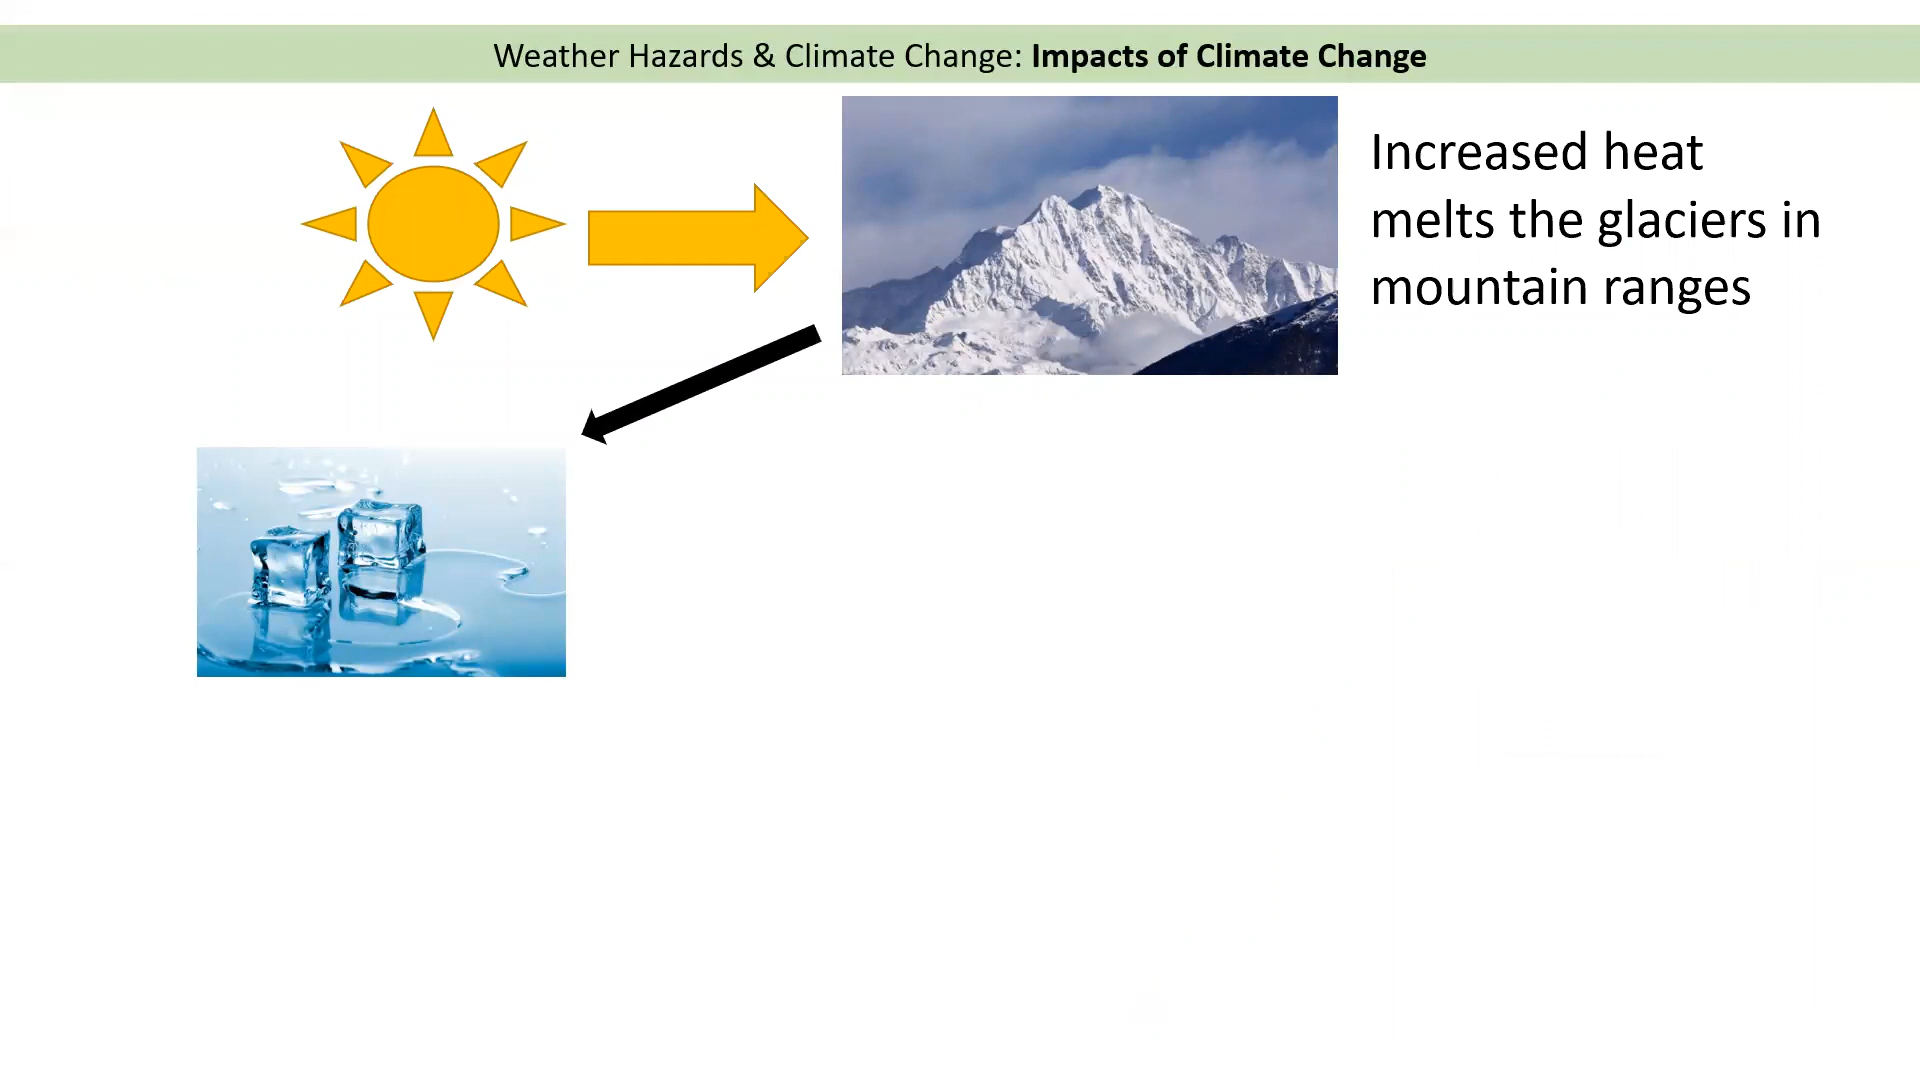 Weather Hazards & Climate Change: Impacts of Climate Change
Increased heat
melts the glaciers in
mountain ranges